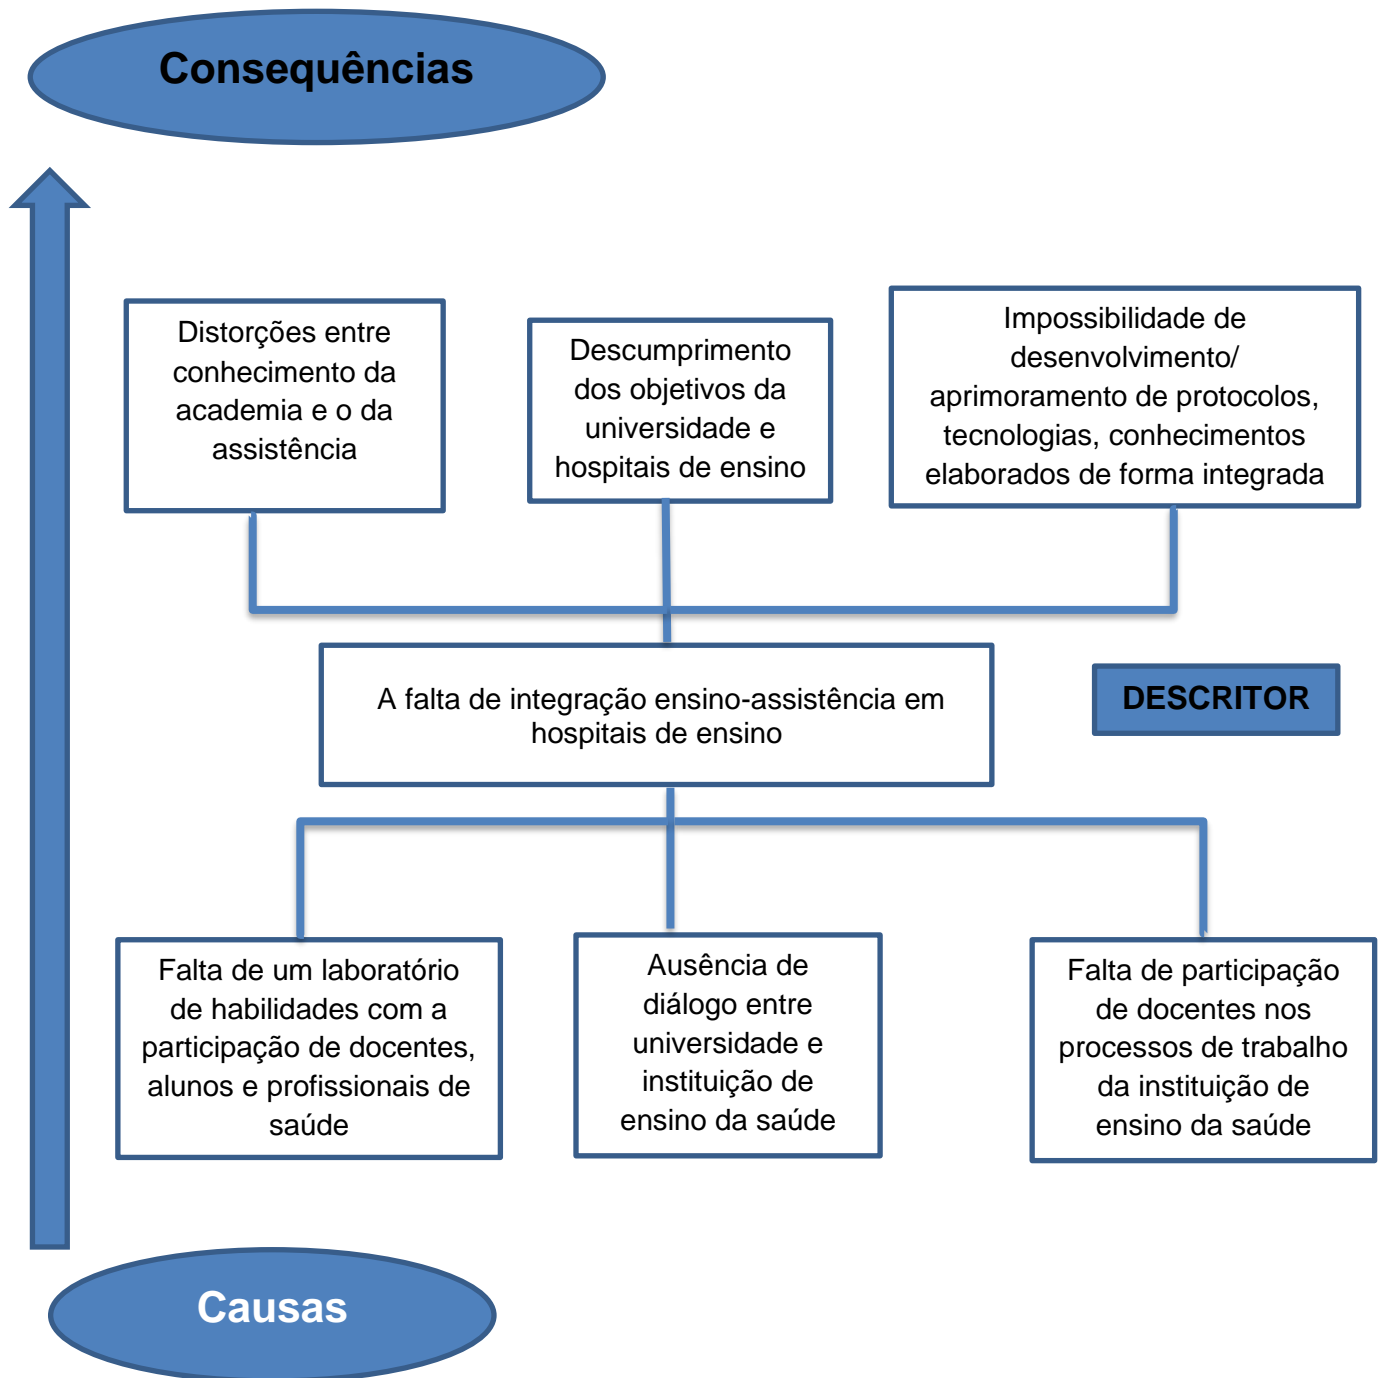 Consequências
Distorções entre
conhecimento da
academia e o da
assistência
Descumprimento
dos objetivos da
universidade e
hospitais de ensino
Impossibilidade de
desenvolvimento/
aprimoramento de protocolos,
tecnologias, conhecimentos
elaborados de forma integrada
A falta de integração ensino-assistência em
hospitais de ensino
DESCRITOR
Falta de um laboratório
de habilidades com a
participação de docentes,
alunos e profissionais de
saúde
Ausência de
diálogo entre
universidade e
instituição de
ensino da saúde
Falta de participação
de docentes nos
processos de trabalho
da instituição de
ensino da saúde
Causas